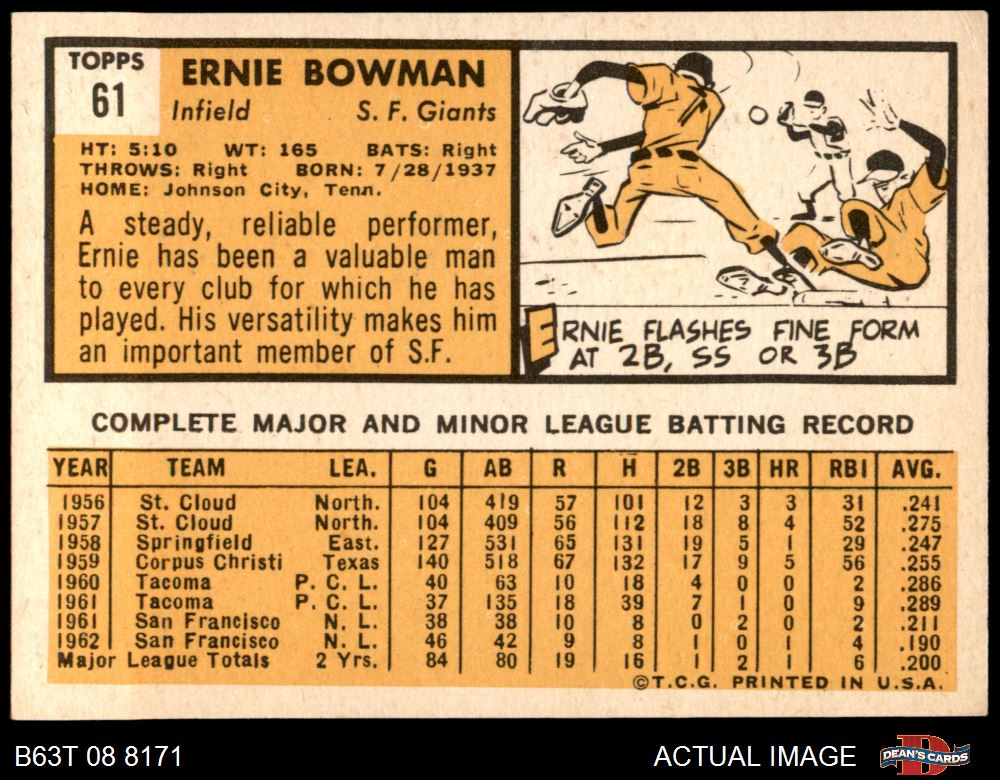 TOPPS
61
ERNIE BOWMAN
Infield S. F. Giants
HT: 5:10 WT: 165 BATS: Right
THROWS: Right BORN: 7/28/1937
HOME: Johnson City, Tenn.
A steady, reliable performer,
Ernie has been a valuable man
to every club for which he has
played. His versatility makes him
an important member of S.F.
ERNIE FLASHES FINE FORM
AT 2B, SS OR 3B
COMPLETE MAJOR AND MINOR LEAGUE BATTING RECORD
YEAR TEAM LEA. G AB R H 2B 3B HR RBI AVG.
1956 St. Cloud North. 104 419 57 101 12 3 3 31 .241
1957 St. Cloud North. 104 409 56 112 18 8 4 52 .275
1958 Springfield East. 127 531 65 131 19 5 1 29 .247
1959 Corpus Christi Texas 140 518 67 132 17 9 5 56 .255
1960 Tacoma P. C. L. 40 63 10 18 4 0 0 2 .286
1961 Tacoma P. C. L. 37 135 18 39 7 1 0 9 .289
1961 San Francisco N. L. 38 38 10 8 0 2 0 2 .211
1962 San Francisco N. L. 46 42 9 8 1 0 1 4 .190
Major League Totals 2 Yrs. 84 80 19 16 1 2 1 6 .200
©T.C.G. PRINTED IN U.S.A.
B63T 08 8171 ACTUAL IMAGE DEAN'S CARDS